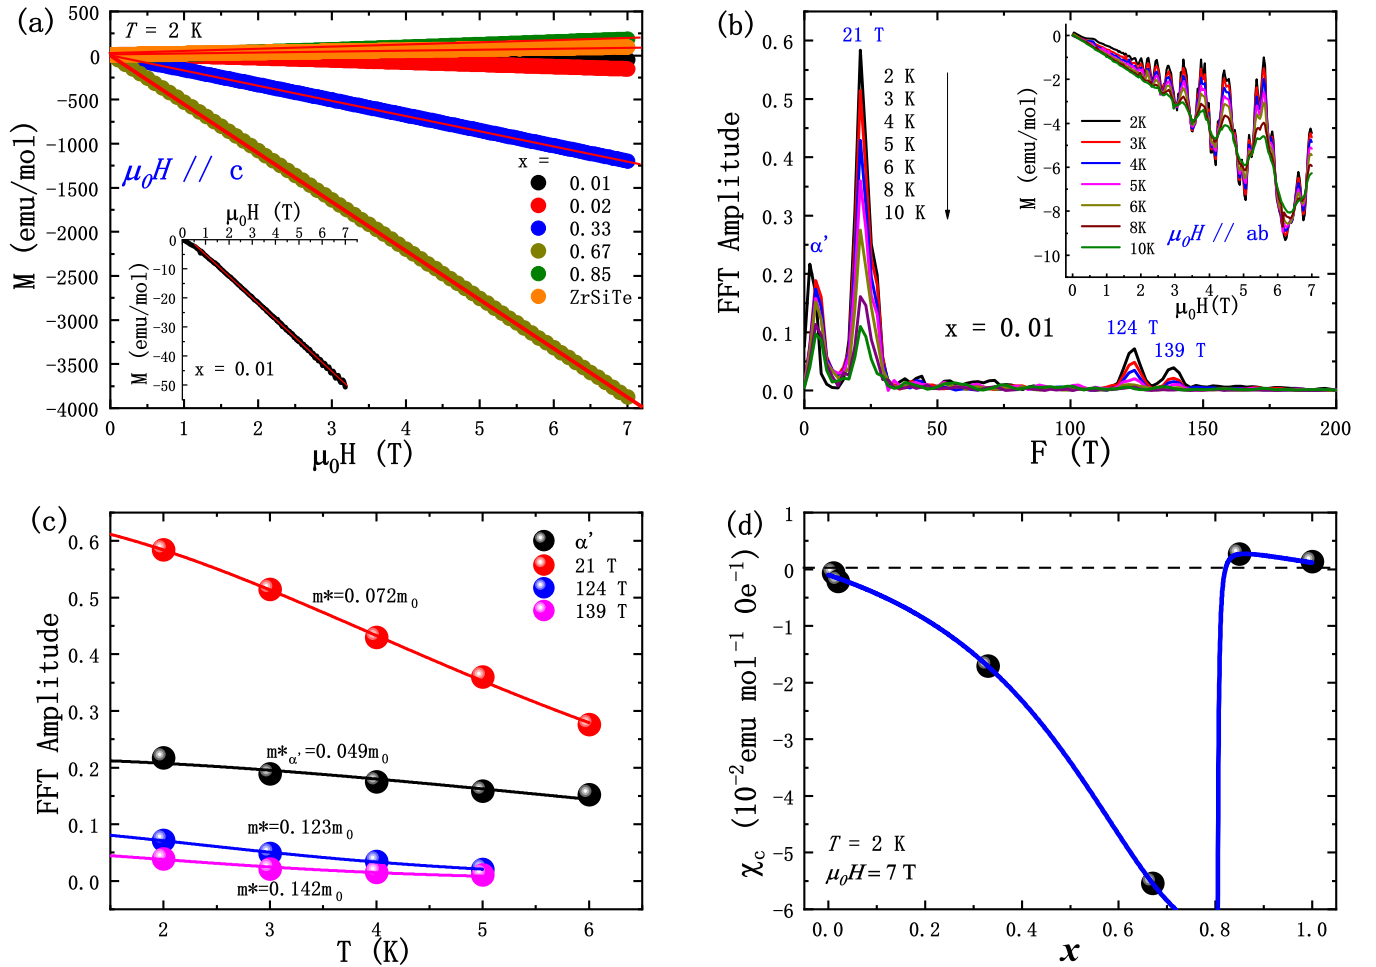 (a)
T = 2 K
500
0
-500
-1000
-1500
-2000
-2500
-3000
-3500
-4000
M (emu/mol)
μ0H // c
x =
0.01
0.02
0.33
0.67
0.85
ZrSiTe
μ0H (T)
0 1 2 3 4 5 6 7
0
-10
-20
-30
-40
-50
M (emu/mol)
x = 0.01
0 1 2 3 4 5 6 7
μ0H (T)
(b)
0.6
0.5
0.4
0.3
0.2
0.1
0.0
FFT Amplitude
21 T
α'
2 K
3 K
4 K
5 K
6 K
8 K
10 K
x = 0.01
124 T
139 T
0
-2
-4
-6
-8
-10
M (emu/mol)
2K
3K
4K
5K
6K
8K
10K
μ0H // ab
0 1 2 3 4 5 6 7
μ0H(T)
0 50 100 150 200
F (T)
(c)
0.6
0.5
0.4
0.3
0.2
0.1
0.0
FFT Amplitude
α'
21 T
124 T
139 T
m*=0.072m0
m*α'=0.049m0
m*=0.123m0
m*=0.142m0
2 3 4 5 6
T (K)
(d)
1
0
-1
-2
-3
-4
-5
-6
χc (10⁻²emu mol⁻¹ Oe⁻¹)
T = 2 K
μ0H = 7 T
0.0 0.2 0.4 0.6 0.8 1.0
x